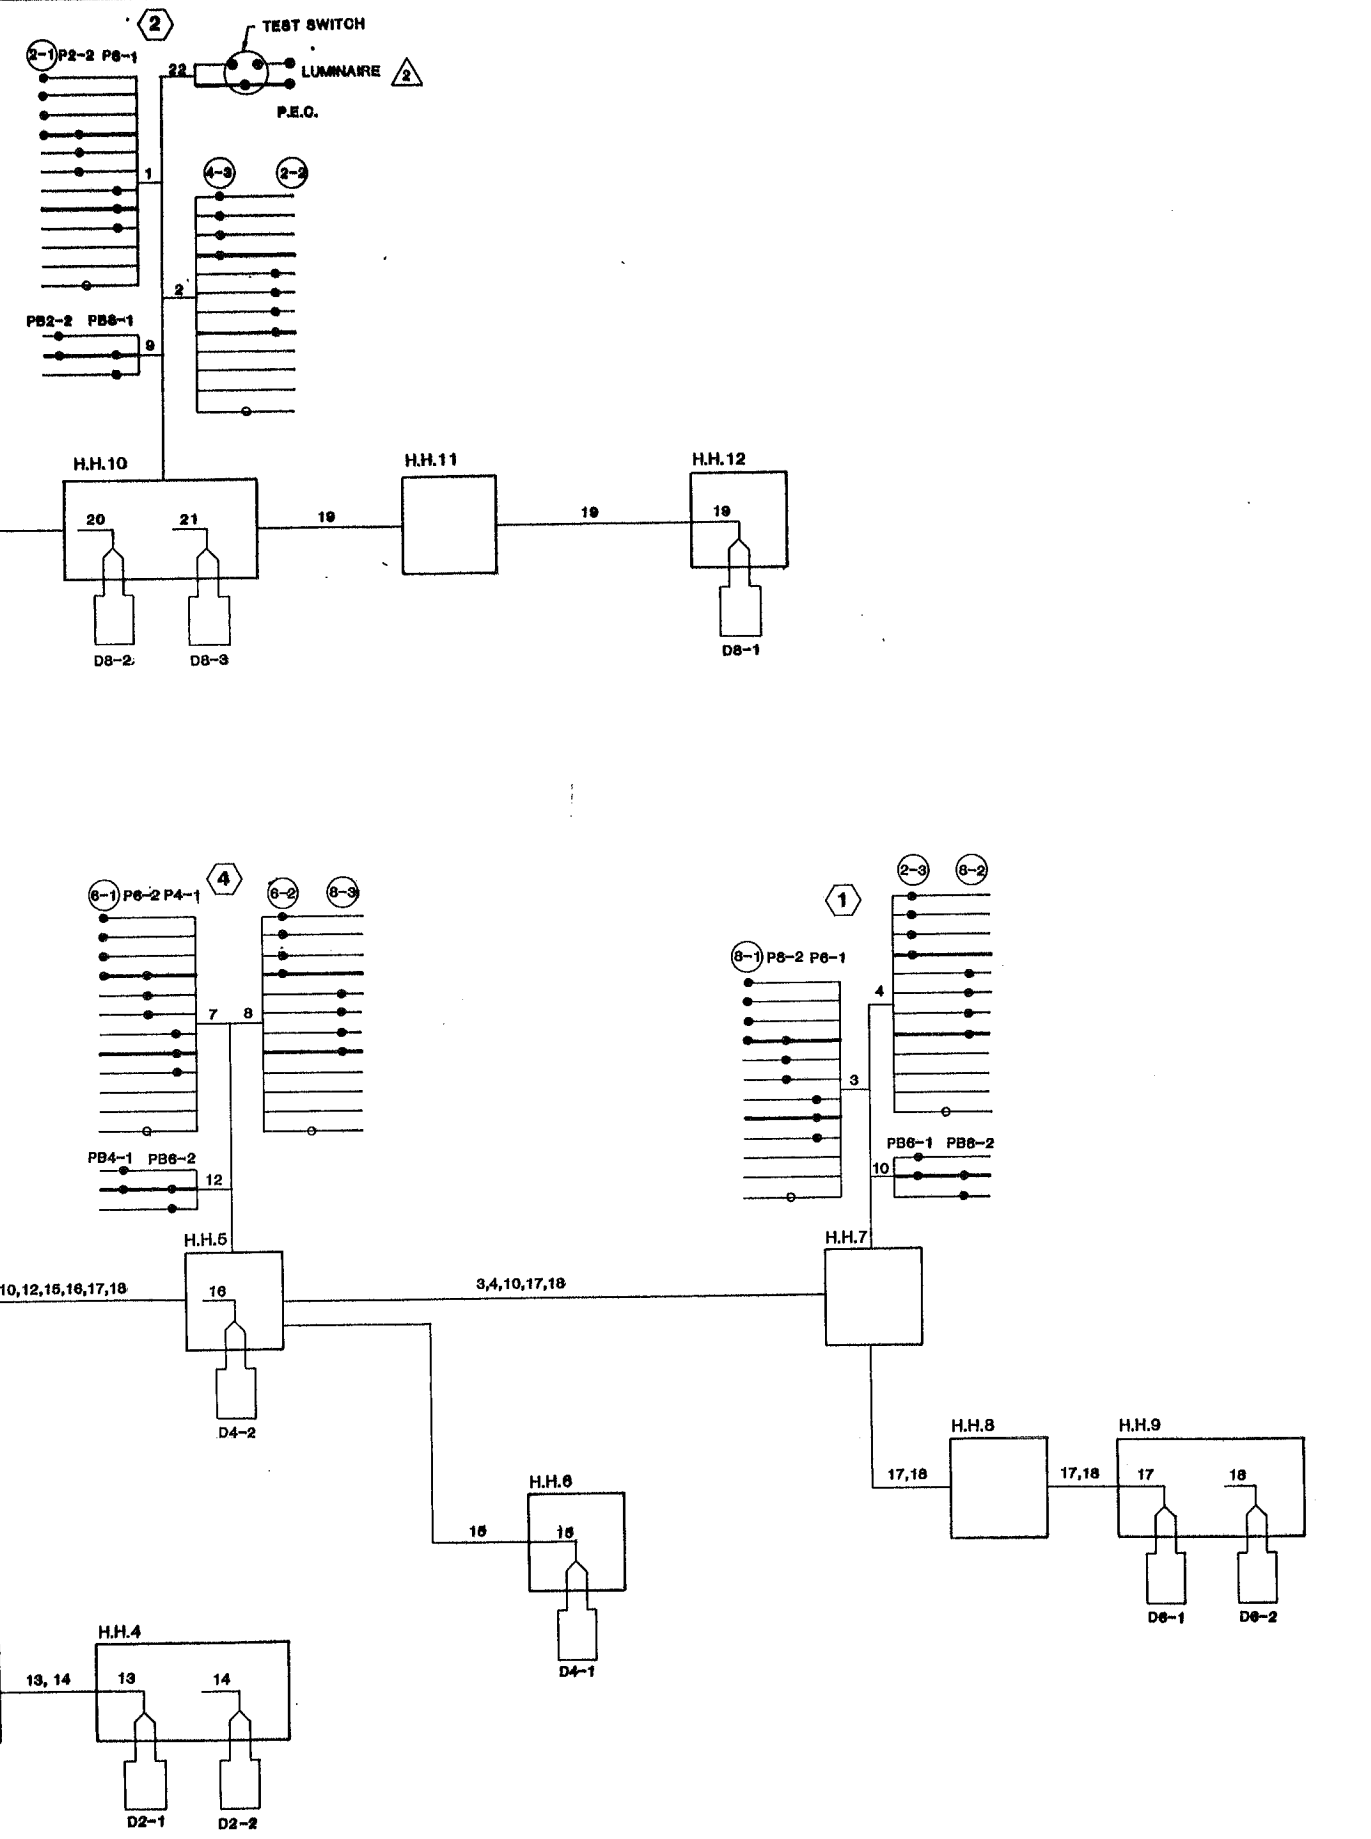 2
TEST SWITCH
2-1 P2-2 P6-1
22
LUMINAIRE 2
P.E.C.
1
4-3 2-2
2
PB2-2 PB8-1
9
H.H.10
H.H.11
H.H.12
20 21
19
19
19
D8-2
D8-3
D8-1
4
1
2-3 8-2
6-1 P6-2 P4-1
6-2 8-3
8-1 P8-2 P6-1
4
7 8
3
PB4-1 PB6-2
12
PB6-1 PB8-2
10
H.H.5
H.H.7
10,12,15,16,17,18
16
3,4,10,17,18
D4-2
H.H.8
H.H.9
17,18
17,18
17 18
H.H.6
15
15
D6-1
D6-2
D4-1
H.H.4
13, 14
13 14
D2-1
D2-2